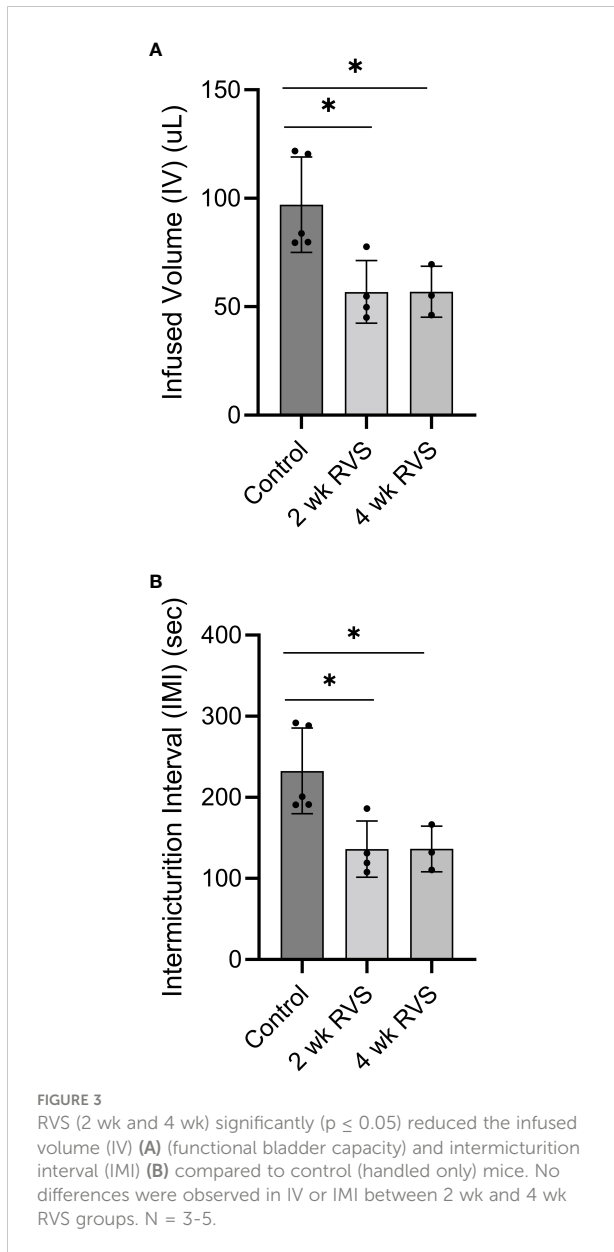 A
*
*
150
100
50
0
Infused Volume (IV) (uL)
Control
2 wk RVS
4 wk RVS
B
*
*
400
300
200
100
0
Intermicturition Interval (IMI) (sec)
Control
2 wk RVS
4 wk RVS
FIGURE 3
RVS (2 wk and 4 wk) significantly (p ≤ 0.05) reduced the infused
volume (IV) (A) (functional bladder capacity) and intermicturition
interval (IMI) (B) compared to control (handled only) mice. No
differences were observed in IV or IMI between 2 wk and 4 wk
RVS groups. N = 3-5.